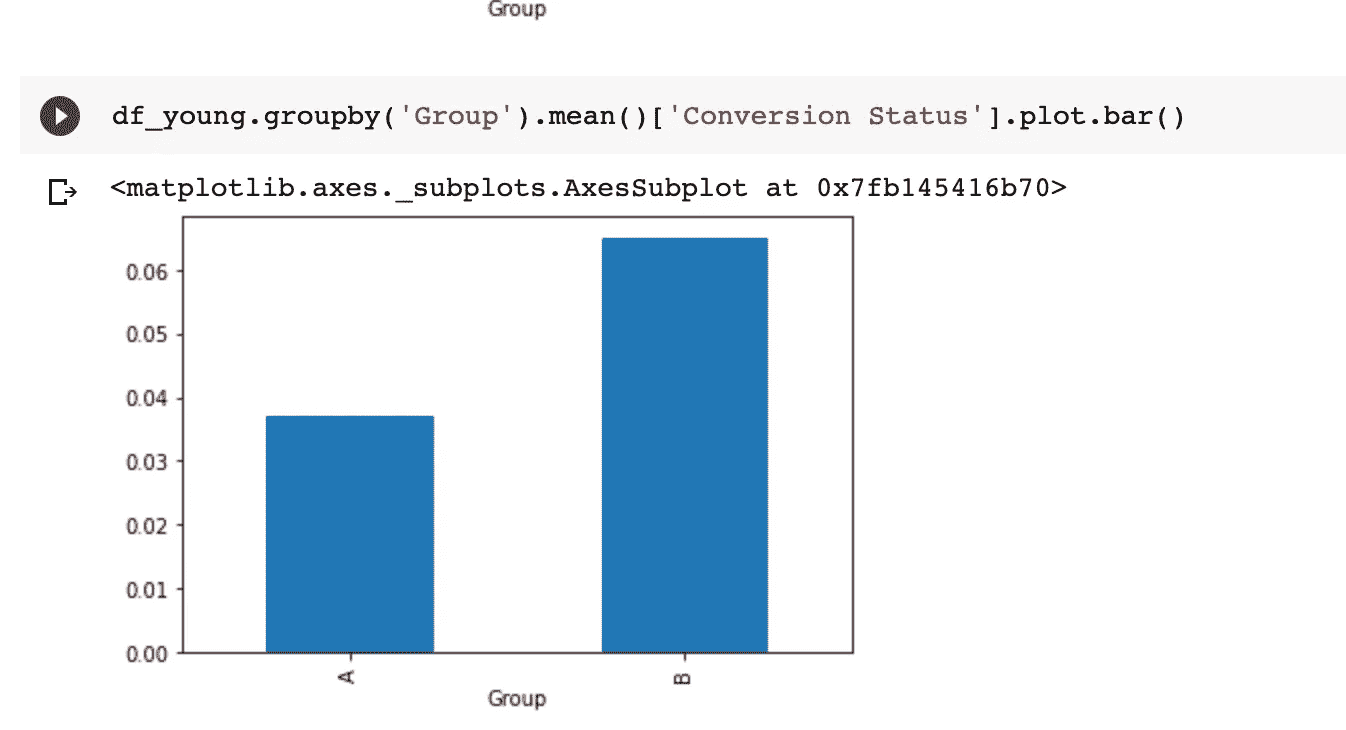 Group
df_young.groupby('Group').mean()['Conversion Status'].plot.bar()
<matplotlib.axes._subplots.AxesSubplot at 0x7fb145416b70>
0.06
0.05
0.04
0.03
0.02
0.01
0.00
A B
Group